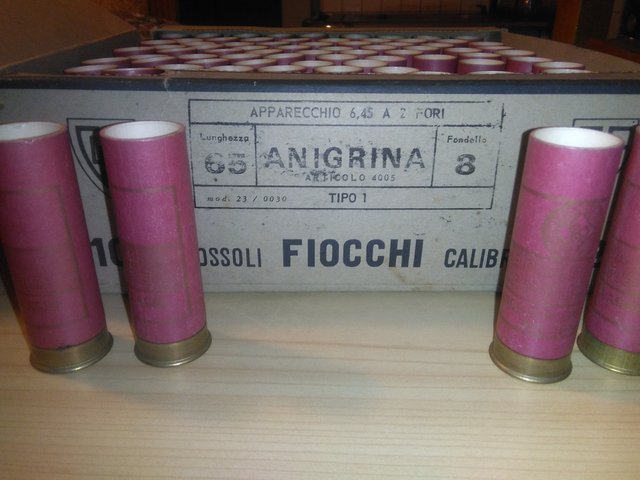 APPARECCHIO 6,45 A 2 FORI
Lunghezza
65
ANIGRINA
ARTICOLO 4005
Fondello
8
mod. 23 / 0030
TIPO 1
OSSOLI FIOCCHI CALIBR